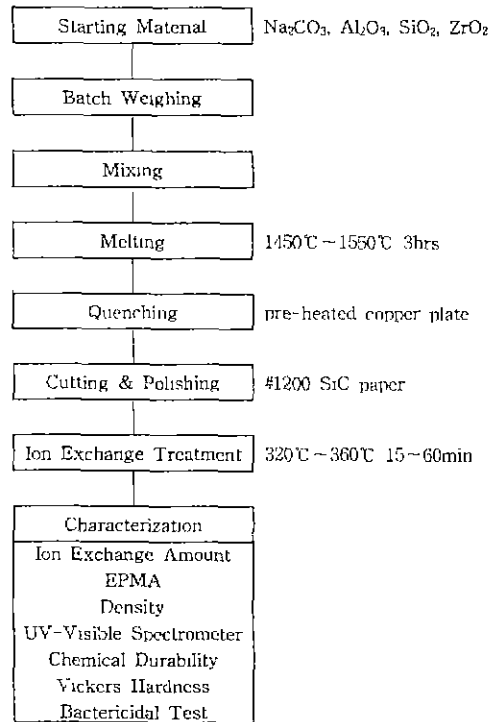 Starting Material Na₂CO₃, Al₂O₃, SiO₂, ZrO₂
Batch Weighing
Mixing
Melting 1450℃~1550℃ 3hrs
Quenching pre-heated copper plate
Cutting & Polishing #1200 SiC paper
Ion Exchange Treatment 320℃~360℃ 15~60min
Characterization
Ion Exchange Amount
EPMA
Density
UV-Visible Spectrometer
Chemical Durability
Vickers Hardness
Bactericidal Test